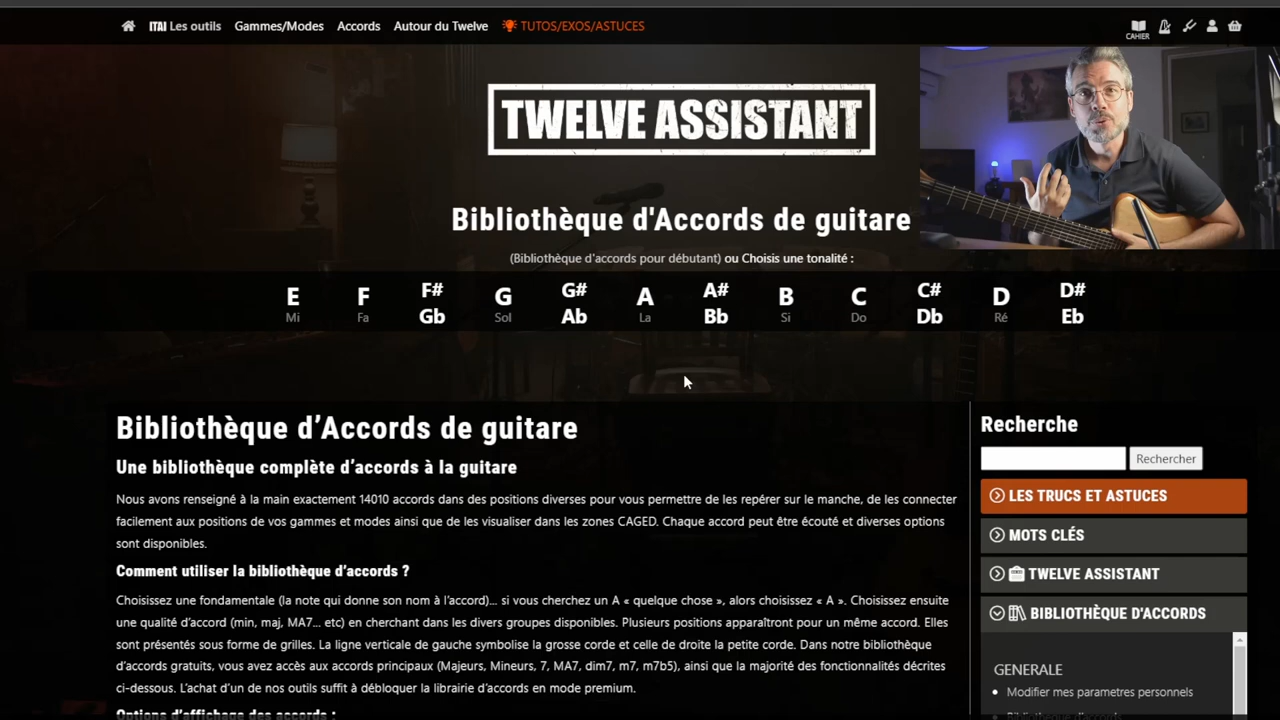 ITAI Les outils Gammes/Modes Accords Autour du Twelve TUTOS/EXOS/ASTUCES
CAHIER
TWELVE ASSISTANT
Bibliothèque d'Accords de guitare
(Bibliothèque d'accords pour débutant) ou Choisis une tonalité :
E F F# G G# A A# B C C# D D#
Mi Fa Gb Sol Ab La Bb Si Do Db Ré Eb
Bibliothèque d’Accords de guitare
Une bibliothèque complète d’accords à la guitare
Nous avons renseigné à la main exactement 14010 accords dans des positions diverses pour vous permettre de les repérer sur le manche, de les connecter
facilement aux positions de vos gammes et modes ainsi que de les visualiser dans les zones CAGED. Chaque accord peut être écouté et diverses options
sont disponibles.
Comment utiliser la bibliothèque d’accords ?
Choisissez une fondamentale (la note qui donne son nom à l’accord)… si vous cherchez un A « quelque chose », alors choisissez « A ». Choisissez ensuite
une qualité d’accord (min, maj, MA7… etc) en cherchant dans les divers groupes disponibles. Plusieurs positions apparaîtront pour un même accord. Elles
sont présentés sous forme de grilles. La ligne verticale de gauche symbolise la grosse corde et celle de droite la petite corde. Dans notre bibliothèque
d’accords gratuits, vous avez accès aux accords principaux (Majeurs, Mineurs, 7, MA7, dim7, m7, m7b5), ainsi que la majorité des fonctionnalités décrites
ci-dessous. L’achat d’un de nos outils suffit à débloquer la librairie d’accords en mode premium.
Options d’affichage des accords :
Recherche
Rechercher
LES TRUCS ET ASTUCES
MOTS CLÉS
TWELVE ASSISTANT
BIBLIOTHÈQUE D'ACCORDS
GENERALE
Modifier mes parametres personnels
Bibliothèque d'accords